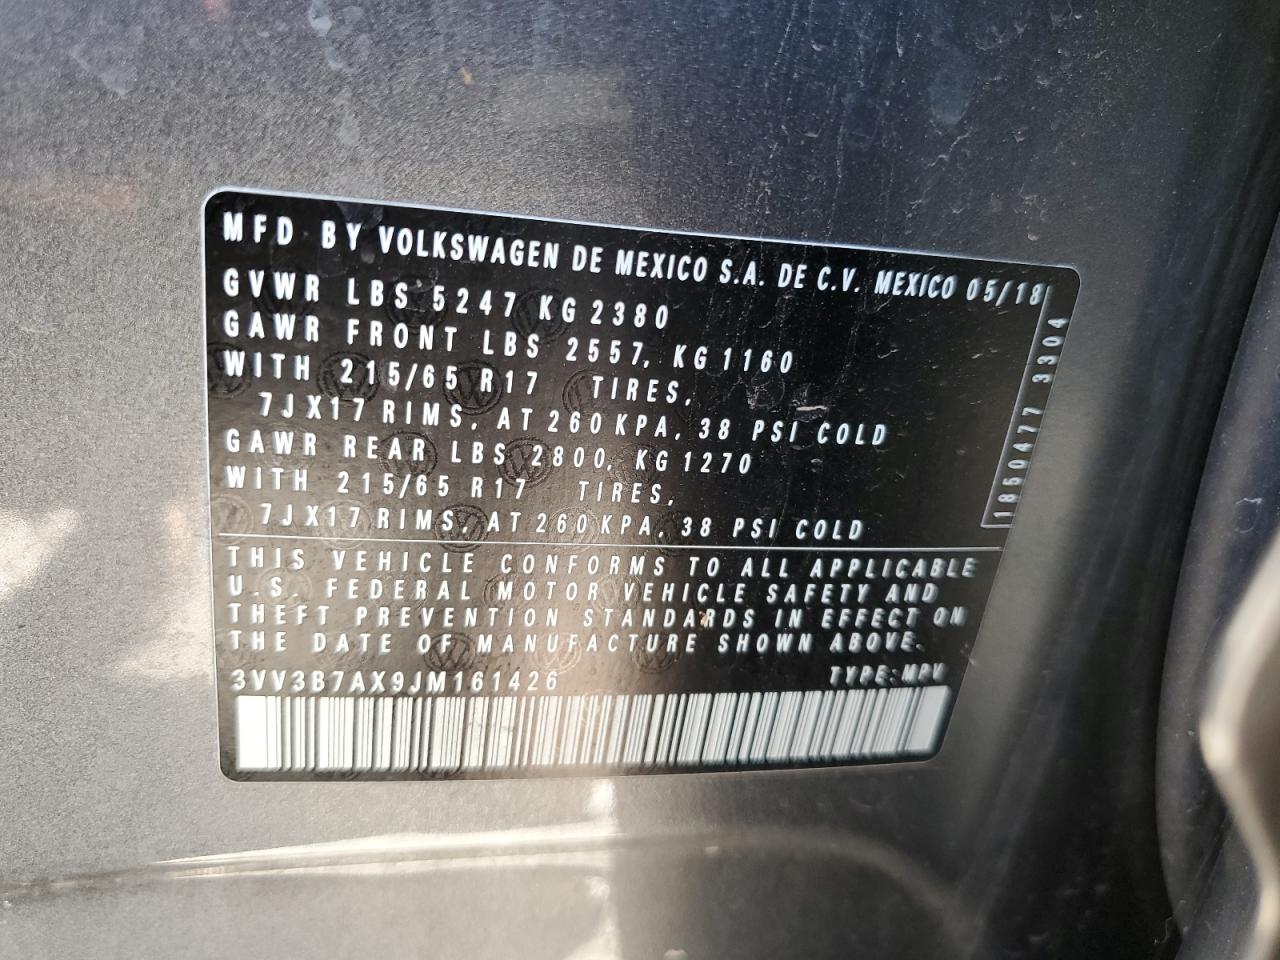 MFD BY VOLKSWAGEN DE MEXICO S.A. DE C.V. MEXICO 05/18
GVWR LBS 5247 KG 2380
GAWR FRONT LBS 2557, KG 1160
WITH 215/65 R17 TIRES,
7JX17 RIMS, AT 260 KPA, 38 PSI COLD
GAWR REAR LBS 2800, KG 1270
WITH 215/65 R17 TIRES,
7JX17 RIMS, AT 260 KPA, 38 PSI COLD
THIS VEHICLE CONFORMS TO ALL APPLICABLE
U.S. FEDERAL MOTOR VEHICLE SAFETY AND
THEFT PREVENTION STANDARDS IN EFFECT ON
THE DATE OF MANUFACTURE SHOWN ABOVE.
3VV3B7AX9JM161426 TYPE: MPV
1850477 3304